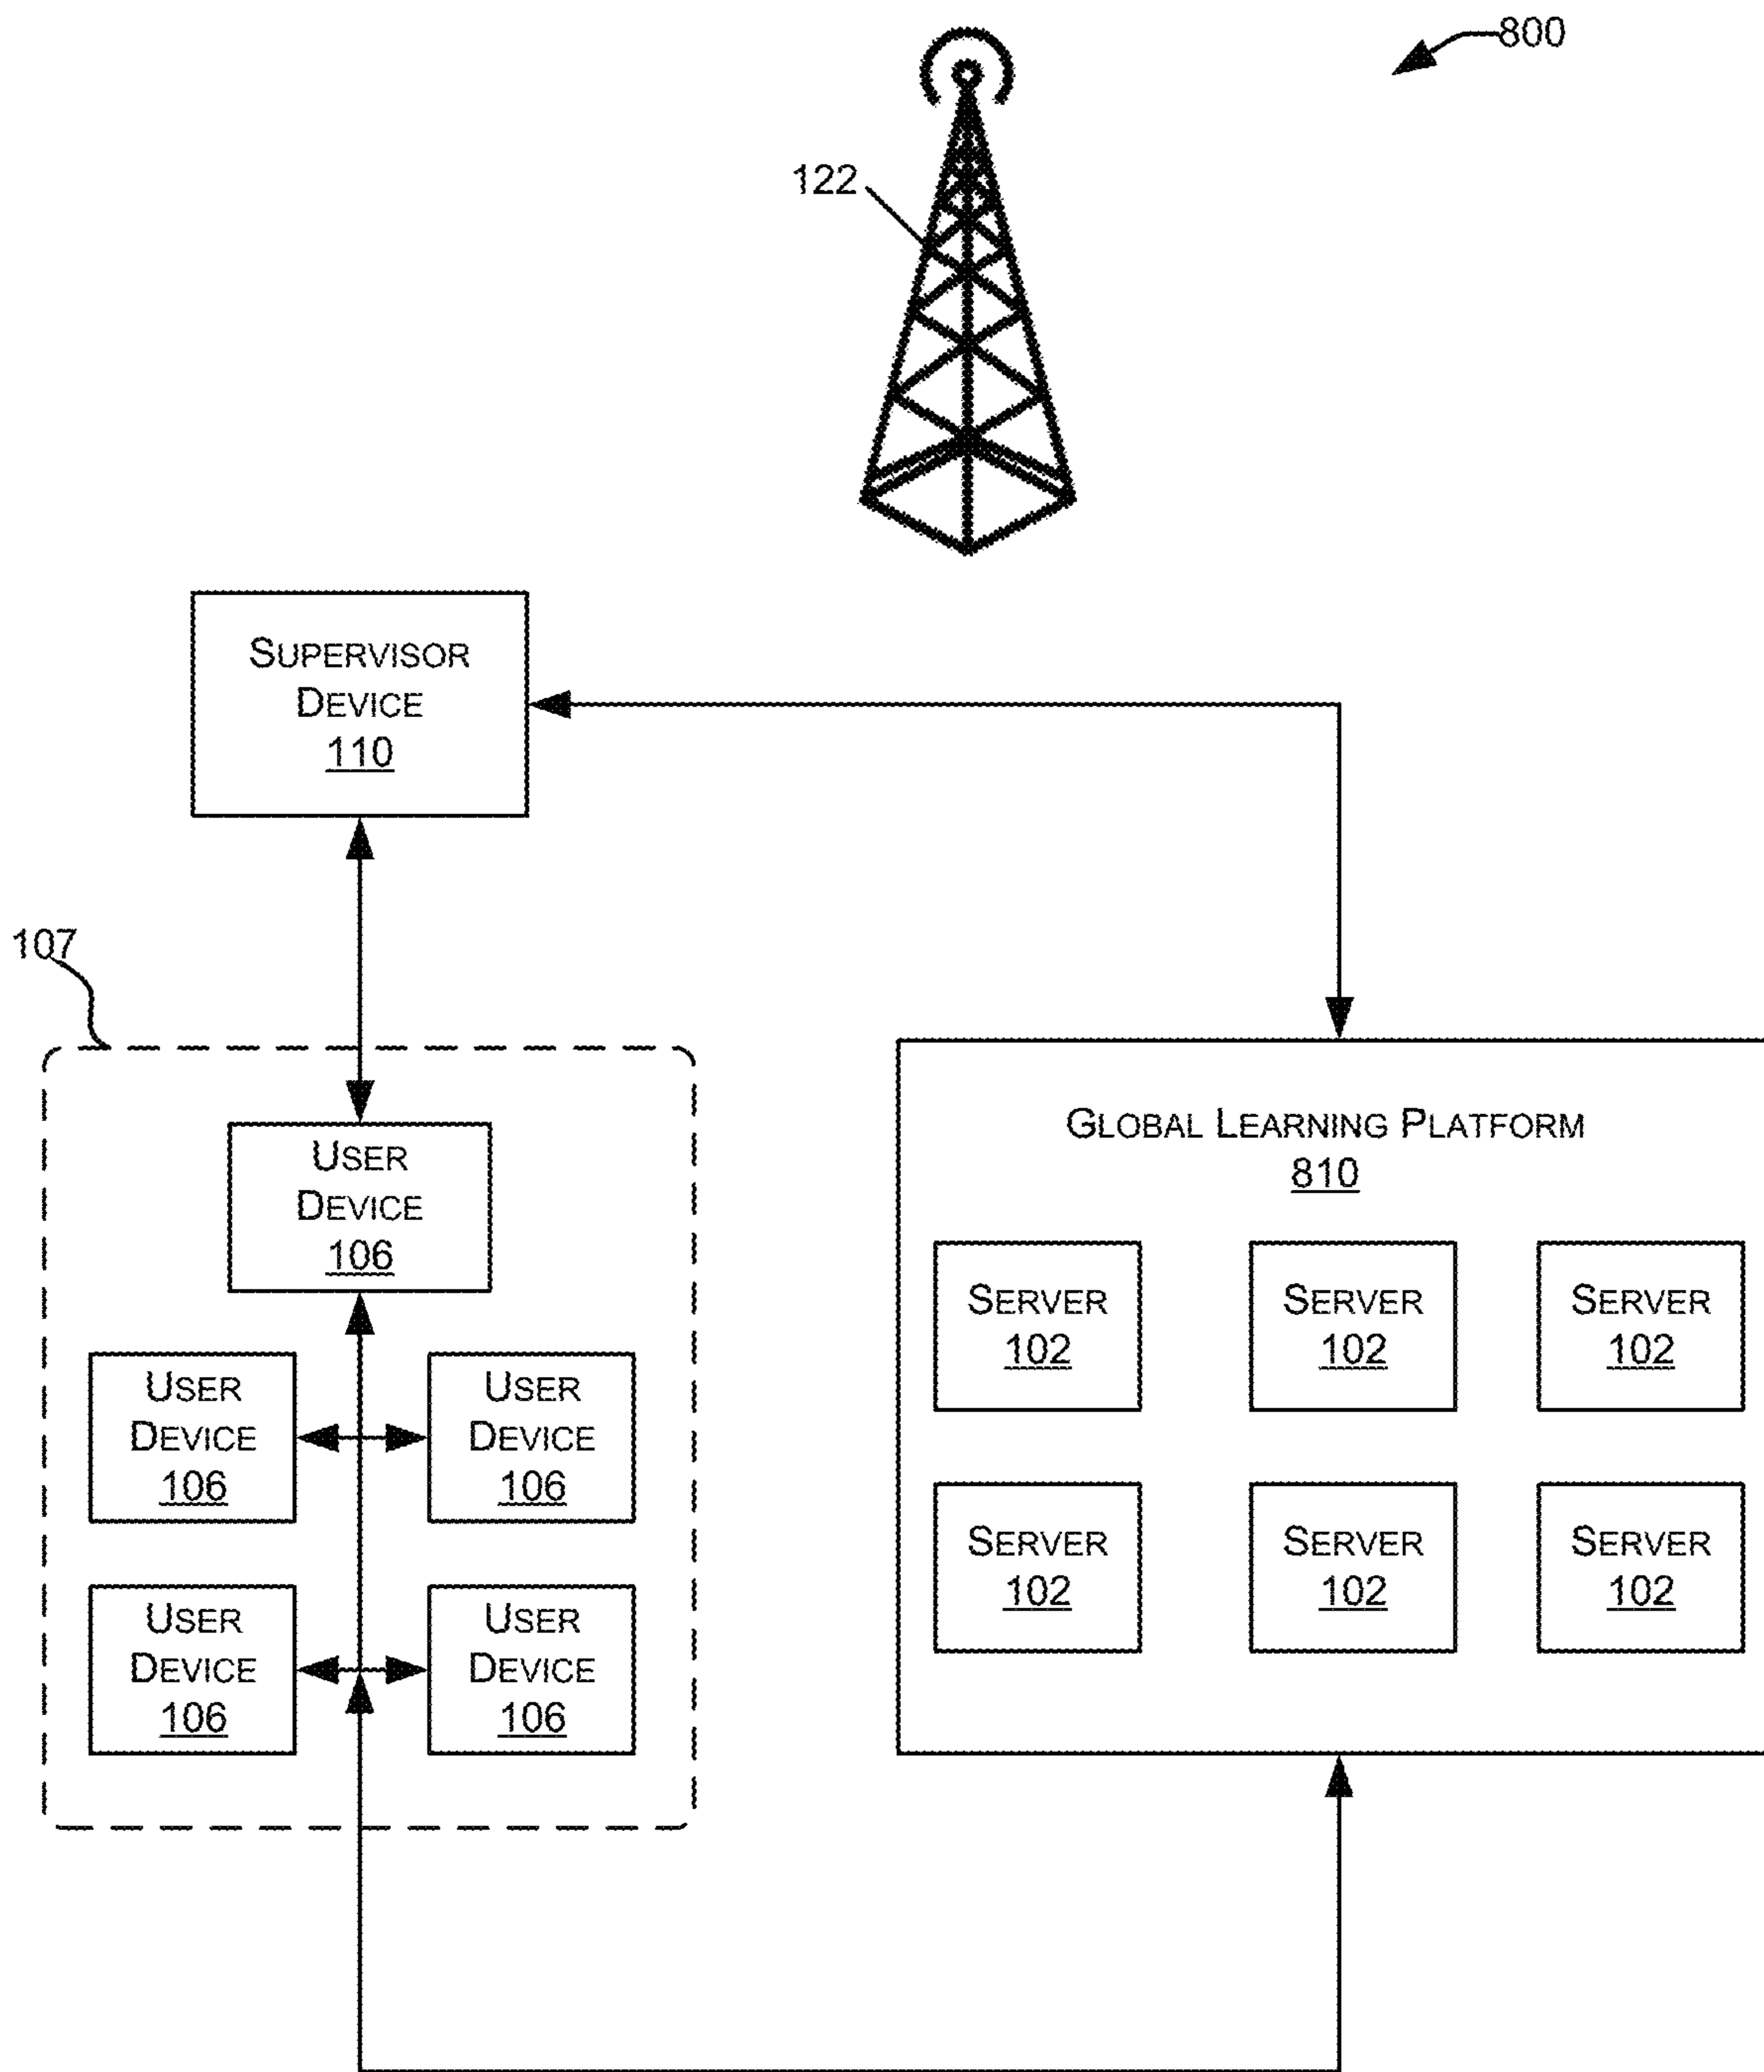 800
122
SUPERVISOR
DEVICE
110
107
USER
DEVICE
106
GLOBAL LEARNING PLATFORM
810
USER
DEVICE
106
USER
DEVICE
106
SERVER
102
SERVER
102
SERVER
102
USER
DEVICE
106
USER
DEVICE
106
SERVER
102
SERVER
102
SERVER
102